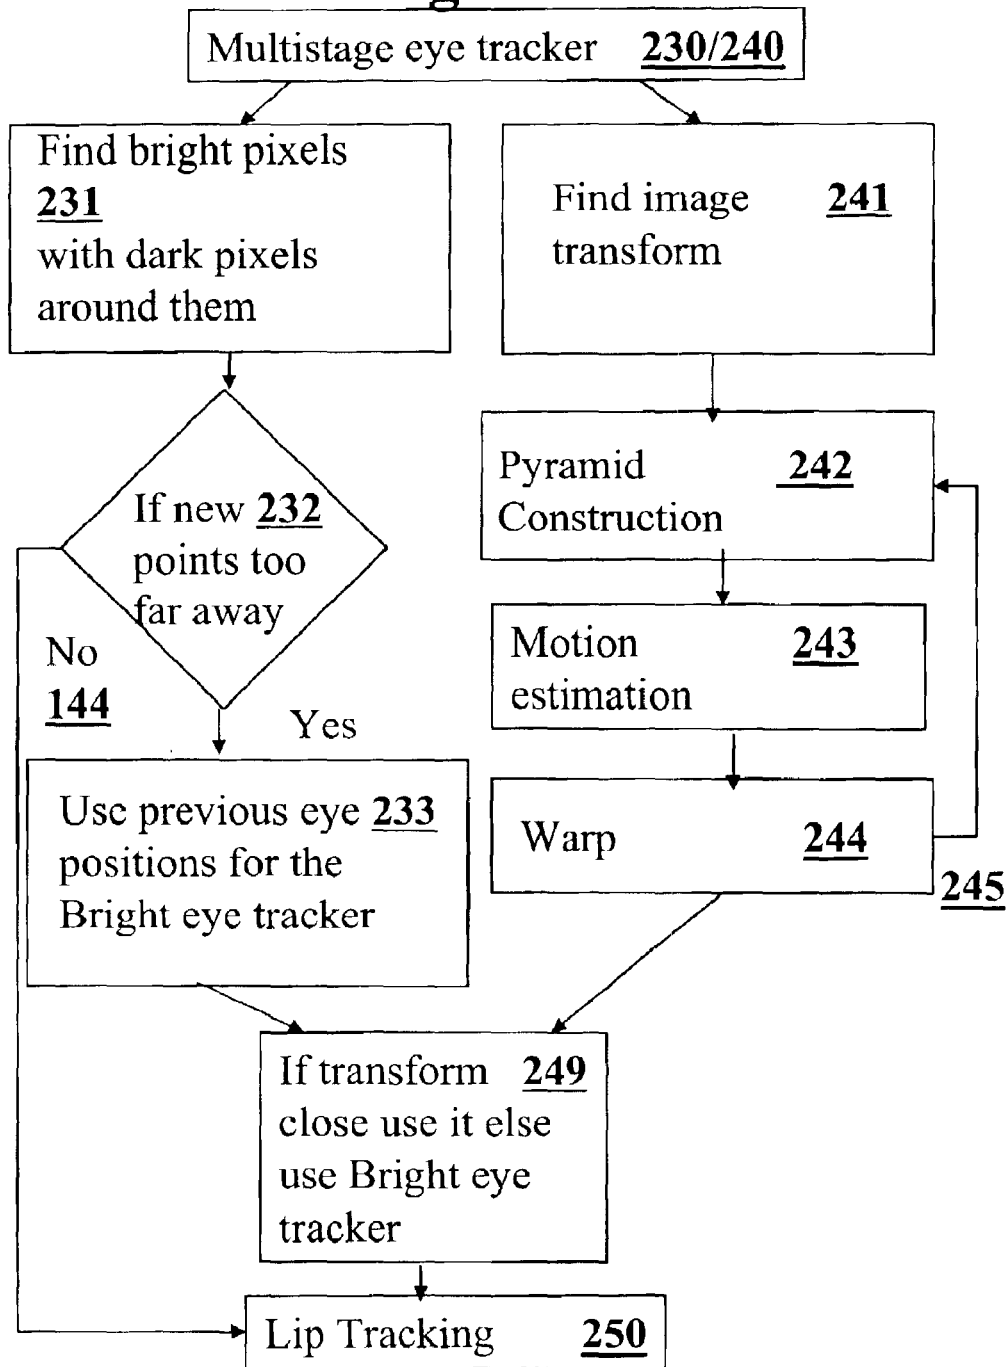 Multistage eye tracker 230/240
Find bright pixels
231
with dark pixels
around them
Find image 241
transform
If new 232
points too
far away
No
144
Yes
Pyramid 242
Construction
Motion 243
estimation
Use previous eye 233
positions for the
Bright eye tracker
Warp 244
245
If transform 249
close use it else
use Bright eye
tracker
Lip Tracking 250